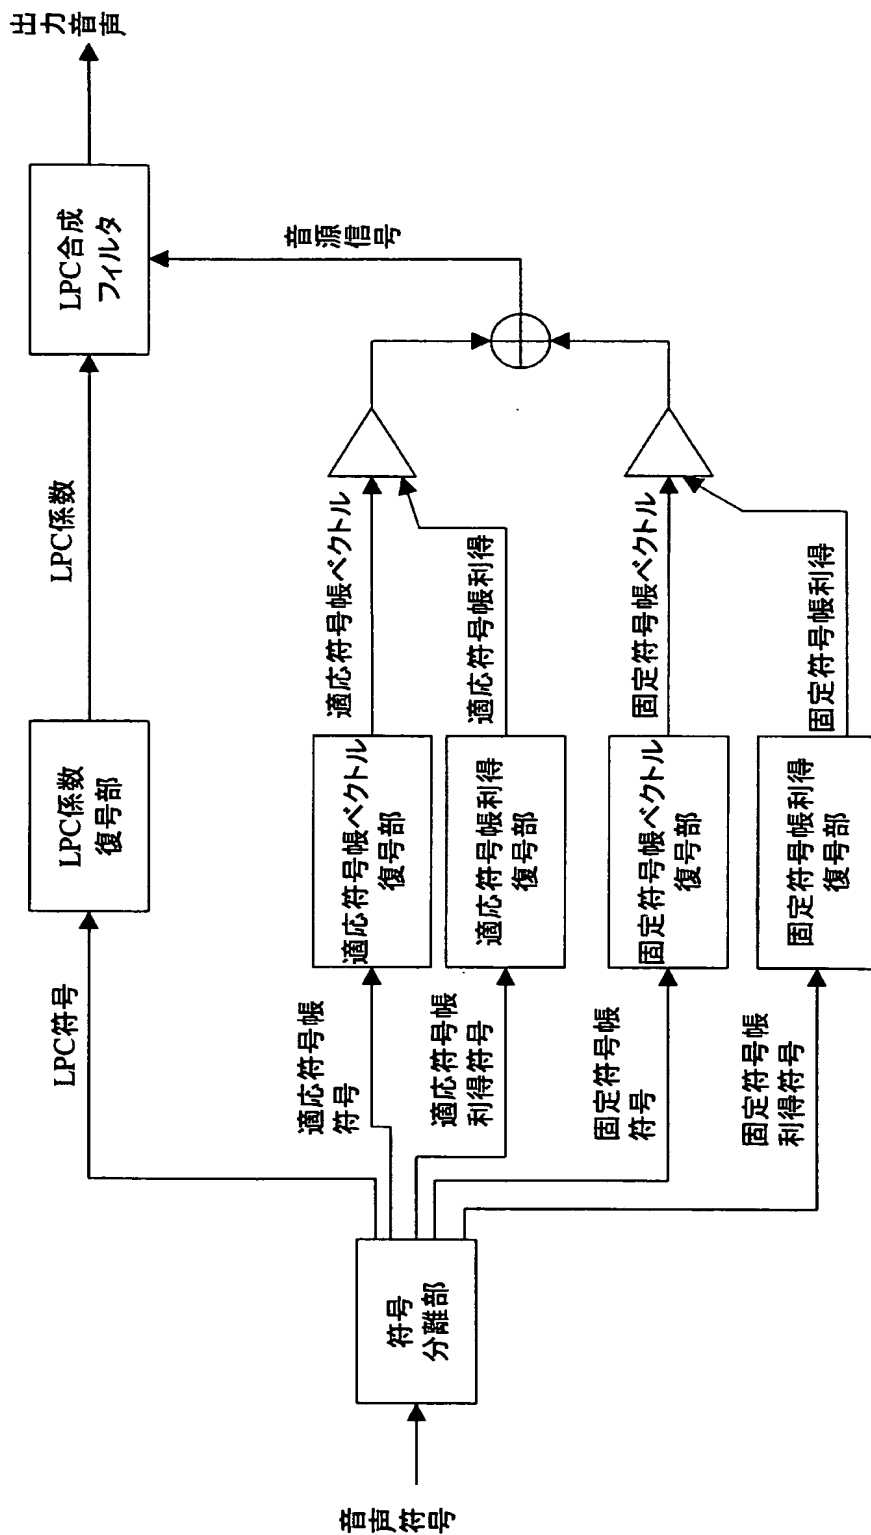 音声符号
符号
分離部
LPC符号
LPC係数
復号部
LPC係数
LPC合成
フィルタ
出力音声
適応符号帳
符号
適応符号帳ベクトル
復号部
適応符号帳ベクトル
適応符号帳
利得符号
適応符号帳利得
復号部
適応符号帳利得
固定符号帳
符号
固定符号帳ベクトル
復号部
固定符号帳ベクトル
固定符号帳
利得符号
固定符号帳利得
復号部
固定符号帳利得
音源信号